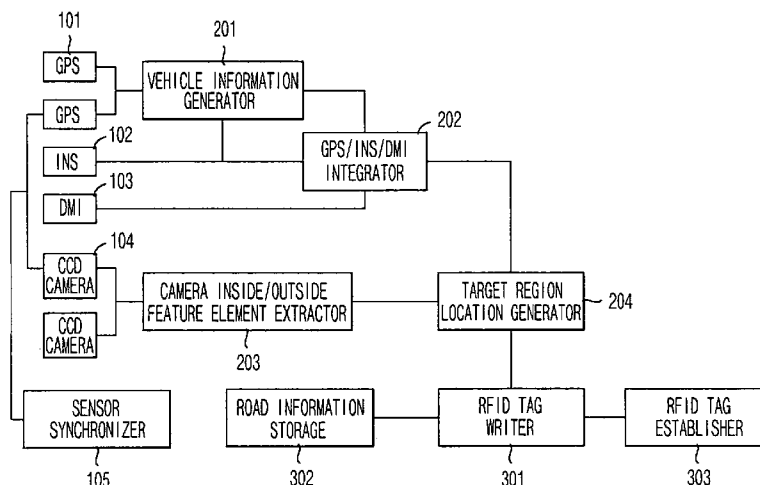 101
201
GPS
VEHICLE INFORMATION
GENERATOR
GPS
102
202
INS
GPS/INS/DMI
INTEGRATOR
103
DMI
104
CCD
CAMERA
CAMERA INSIDE/OUTSIDE
FEATURE ELEMENT EXTRACTOR
TARGET REGION
LOCATION GENERATOR
204
CCD
CAMERA
203
SENSOR
SYNCHRONIZER
ROAD INFORMATION
STORAGE
RFID TAG
WRITER
RFID TAG
ESTABLISHER
105
302
301
303